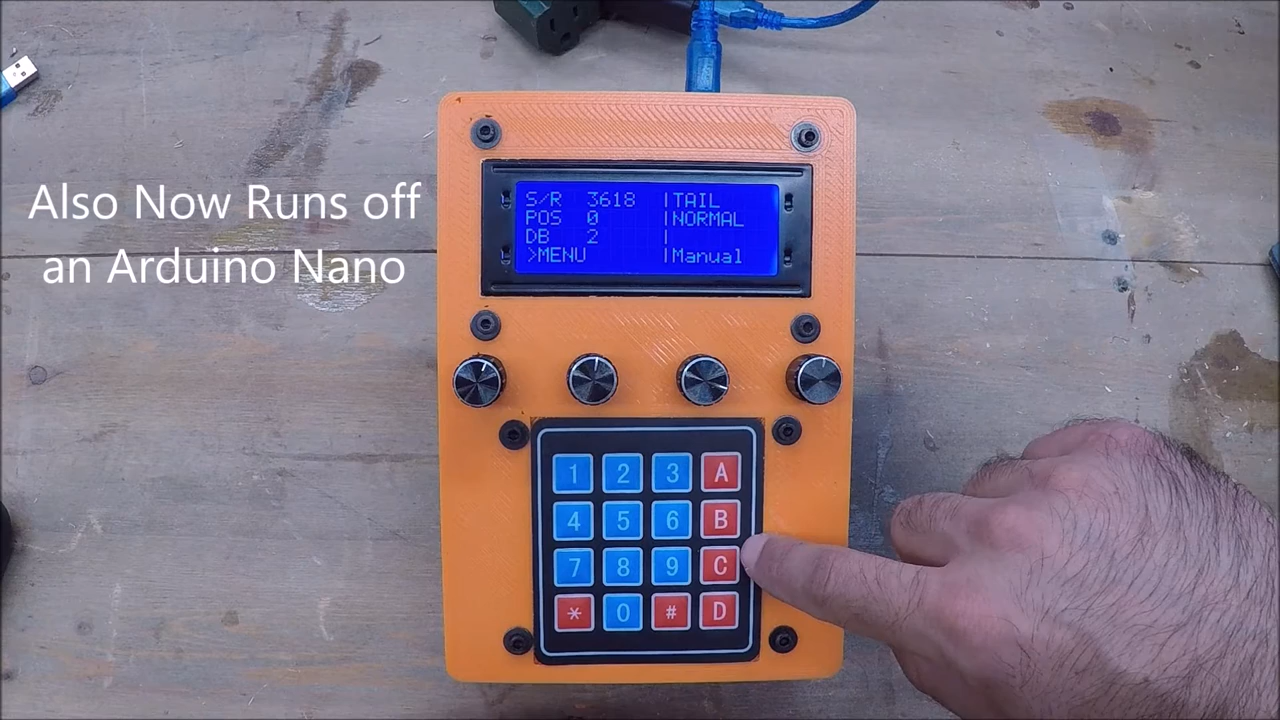 Also Now Runs off
an Arduino Nano
S/R 3618 |TAIL
POS 0 |NORMAL
DB 2 |
>MENU |Manual
1 2 3 A
4 5 6 B
7 8 9 C
* 0 # D